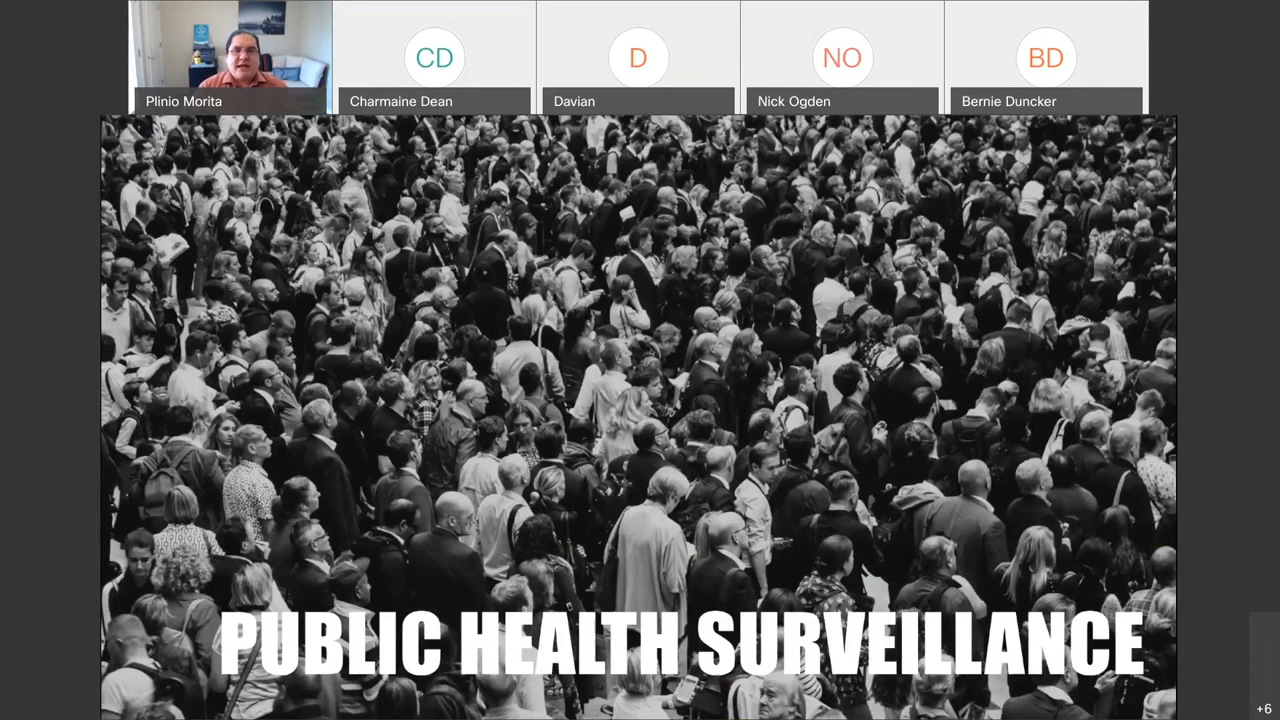 CD
D
NO
BD
Plinio Morita
Charmaine Dean
Davian
Nick Ogden
Bernie Duncker
PUBLIC HEALTH SURVEILLANCE
+6